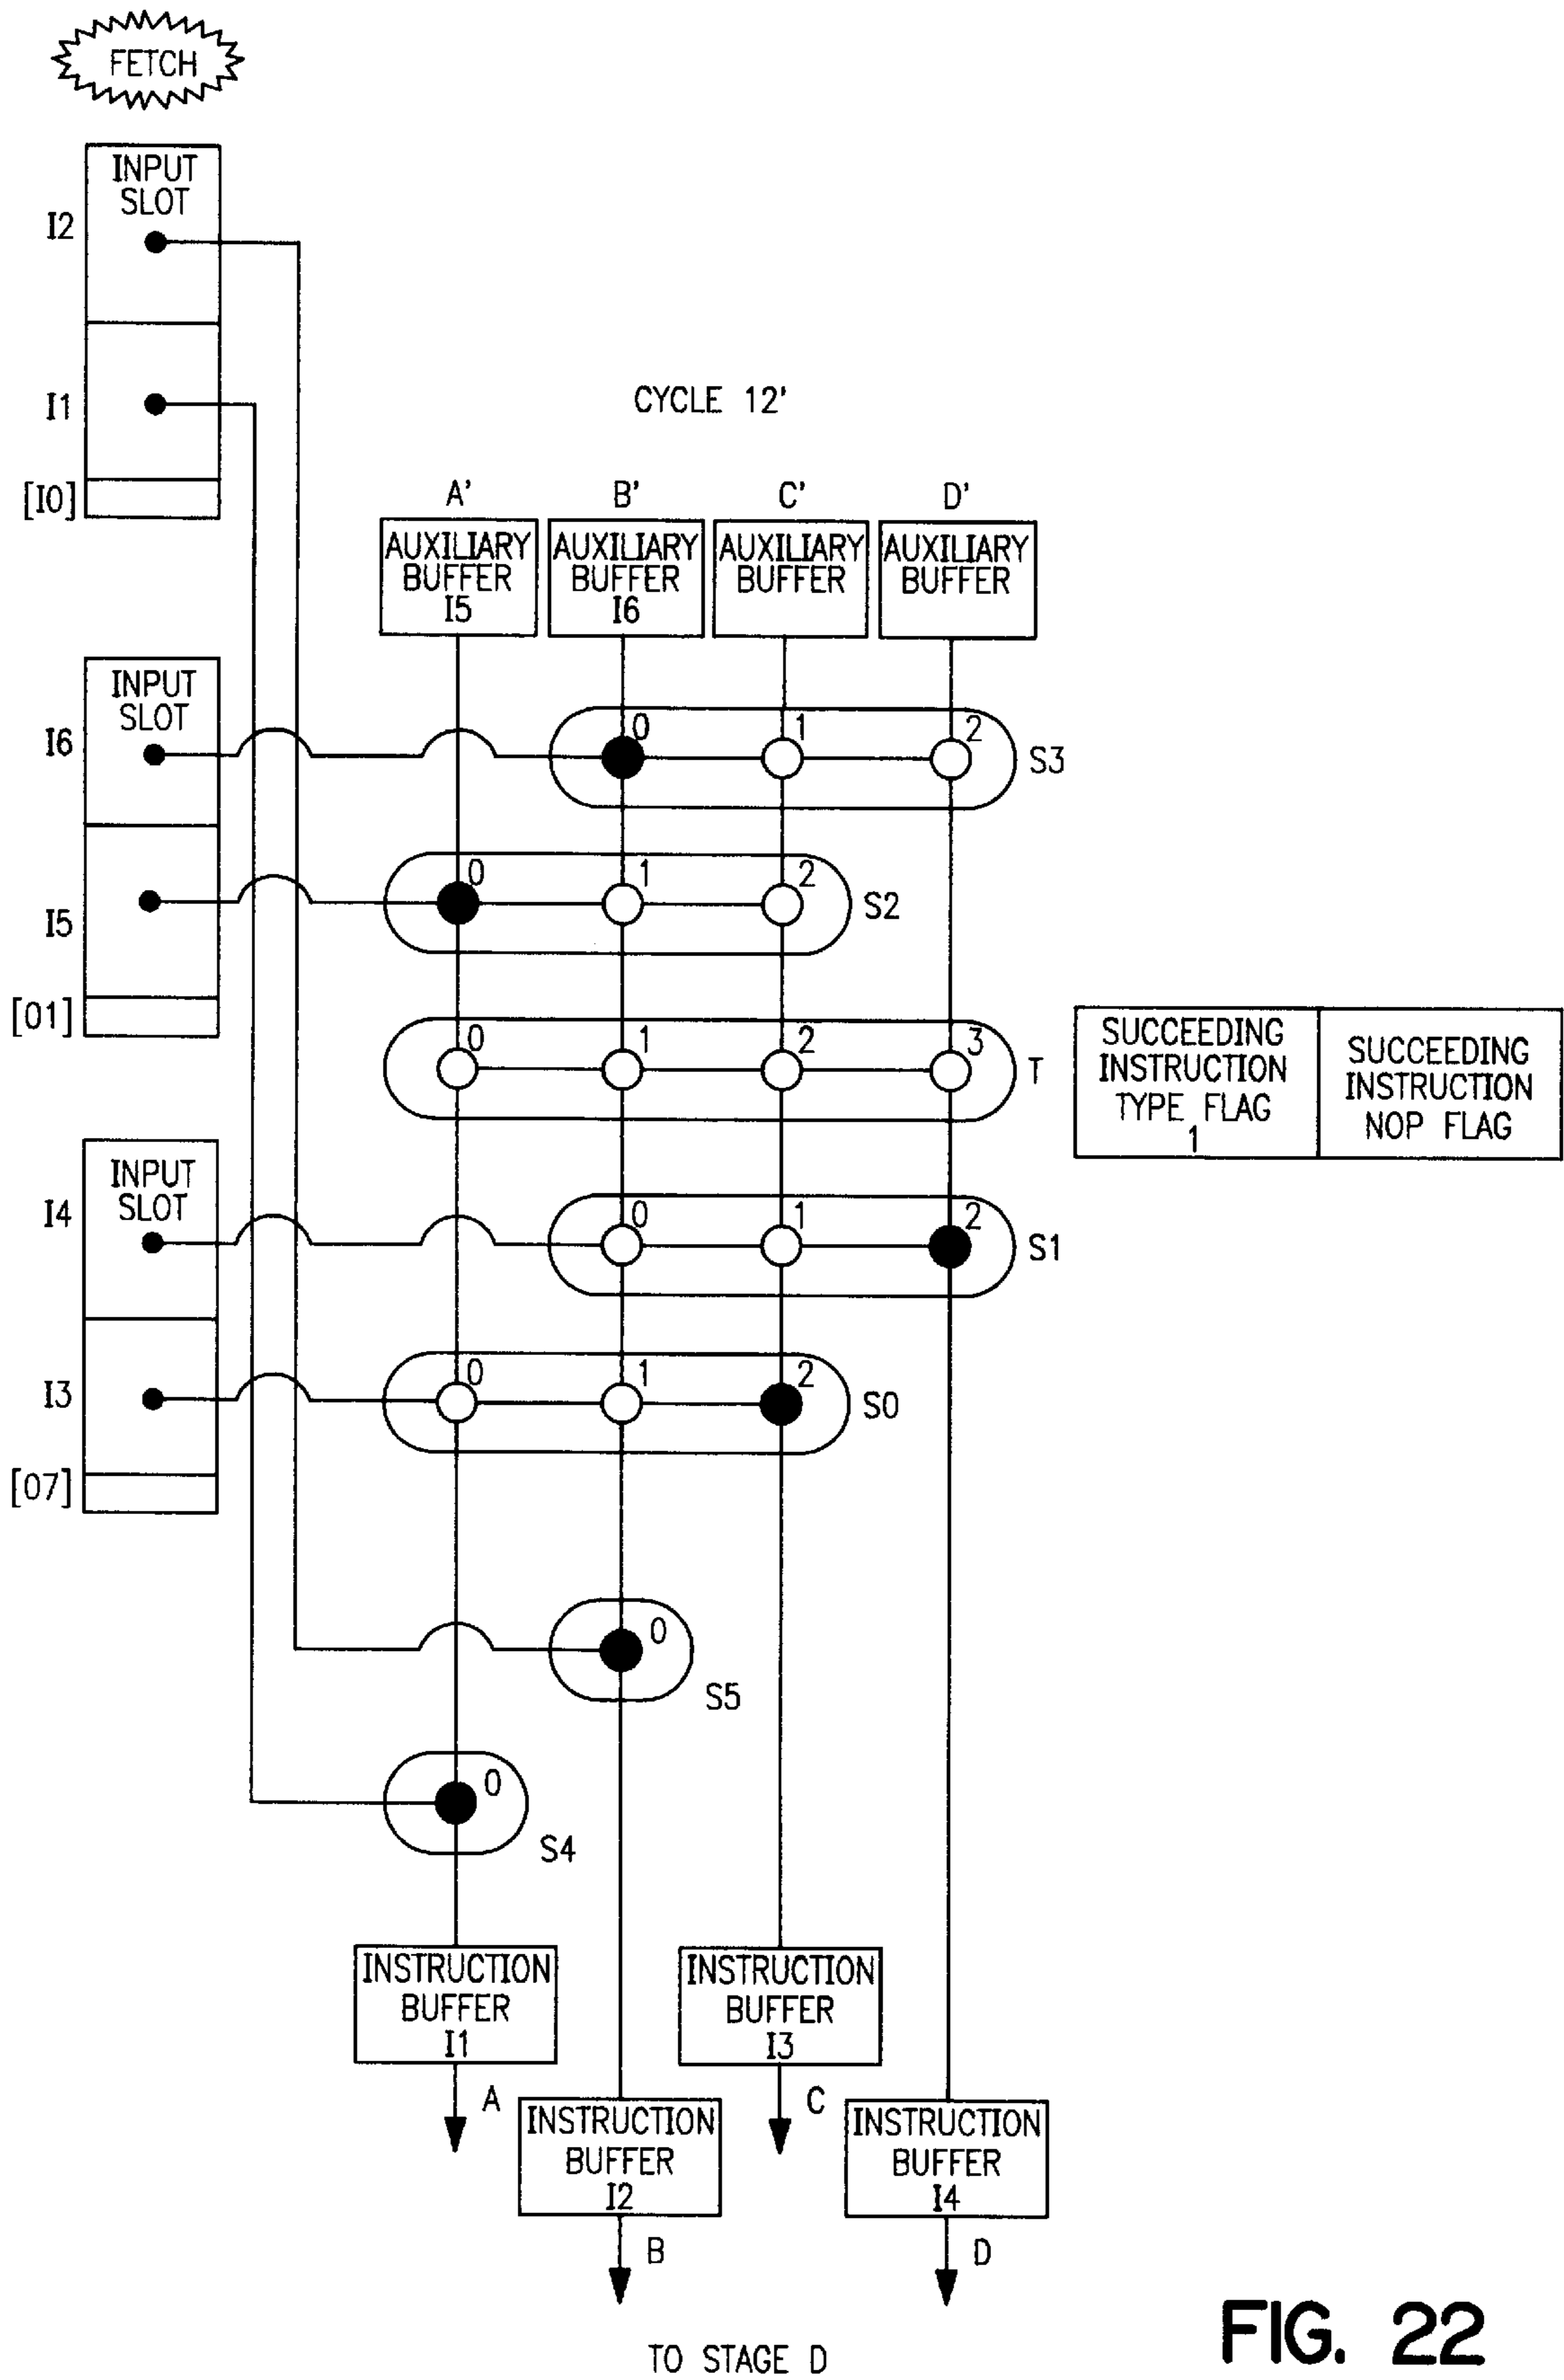 FETCH
INPUT
SLOT
I2
I1
[I0]
CYCLE 12'
A' B' C' D'
AUXILIARY
BUFFER
I5
AUXILIARY
BUFFER
I6
AUXILIARY
BUFFER
AUXILIARY
BUFFER
INPUT
SLOT
I6
0 1 2 S3
I5
0 1 2 S2
[01]
0 1 2 3 T
SUCCEEDING
INSTRUCTION
TYPE FLAG
1
SUCCEEDING
INSTRUCTION
NOP FLAG
INPUT
SLOT
I4
0 1 2 S1
I3
0 1 2 S0
[07]
0
S5
0
S4
INSTRUCTION
BUFFER
I1
A
INSTRUCTION
BUFFER
I3
C
INSTRUCTION
BUFFER
I2
B
INSTRUCTION
BUFFER
I4
D
TO STAGE D
FIG. 22